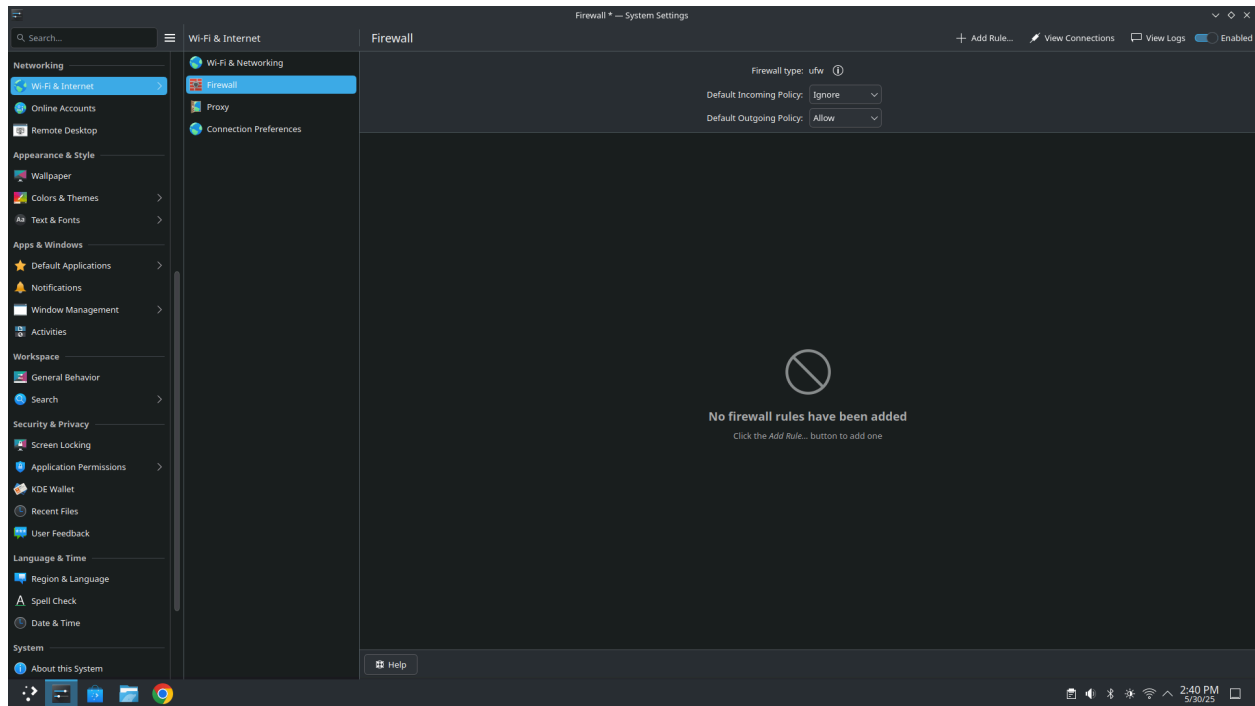 Firewall * — System Settings
Search...
Wi-Fi & Internet
Firewall
Add Rule...
View Connections
View Logs
Enabled
Networking
Wi-Fi & Internet
Online Accounts
Remote Desktop
Appearance & Style
Wallpaper
Colors & Themes
Aa Text & Fonts
Apps & Windows
Default Applications
Notifications
Window Management
Activities
Workspace
General Behavior
Search
Security & Privacy
Screen Locking
Application Permissions
KDE Wallet
Recent Files
User Feedback
Language & Time
Region & Language
A Spell Check
Date & Time
System
About this System
Wi-Fi & Networking
Firewall
Proxy
Connection Preferences
Firewall type: ufw
Default Incoming Policy: Ignore
Default Outgoing Policy: Allow
No firewall rules have been added
Click the Add Rule... button to add one
Help
2:40 PM
5/30/25